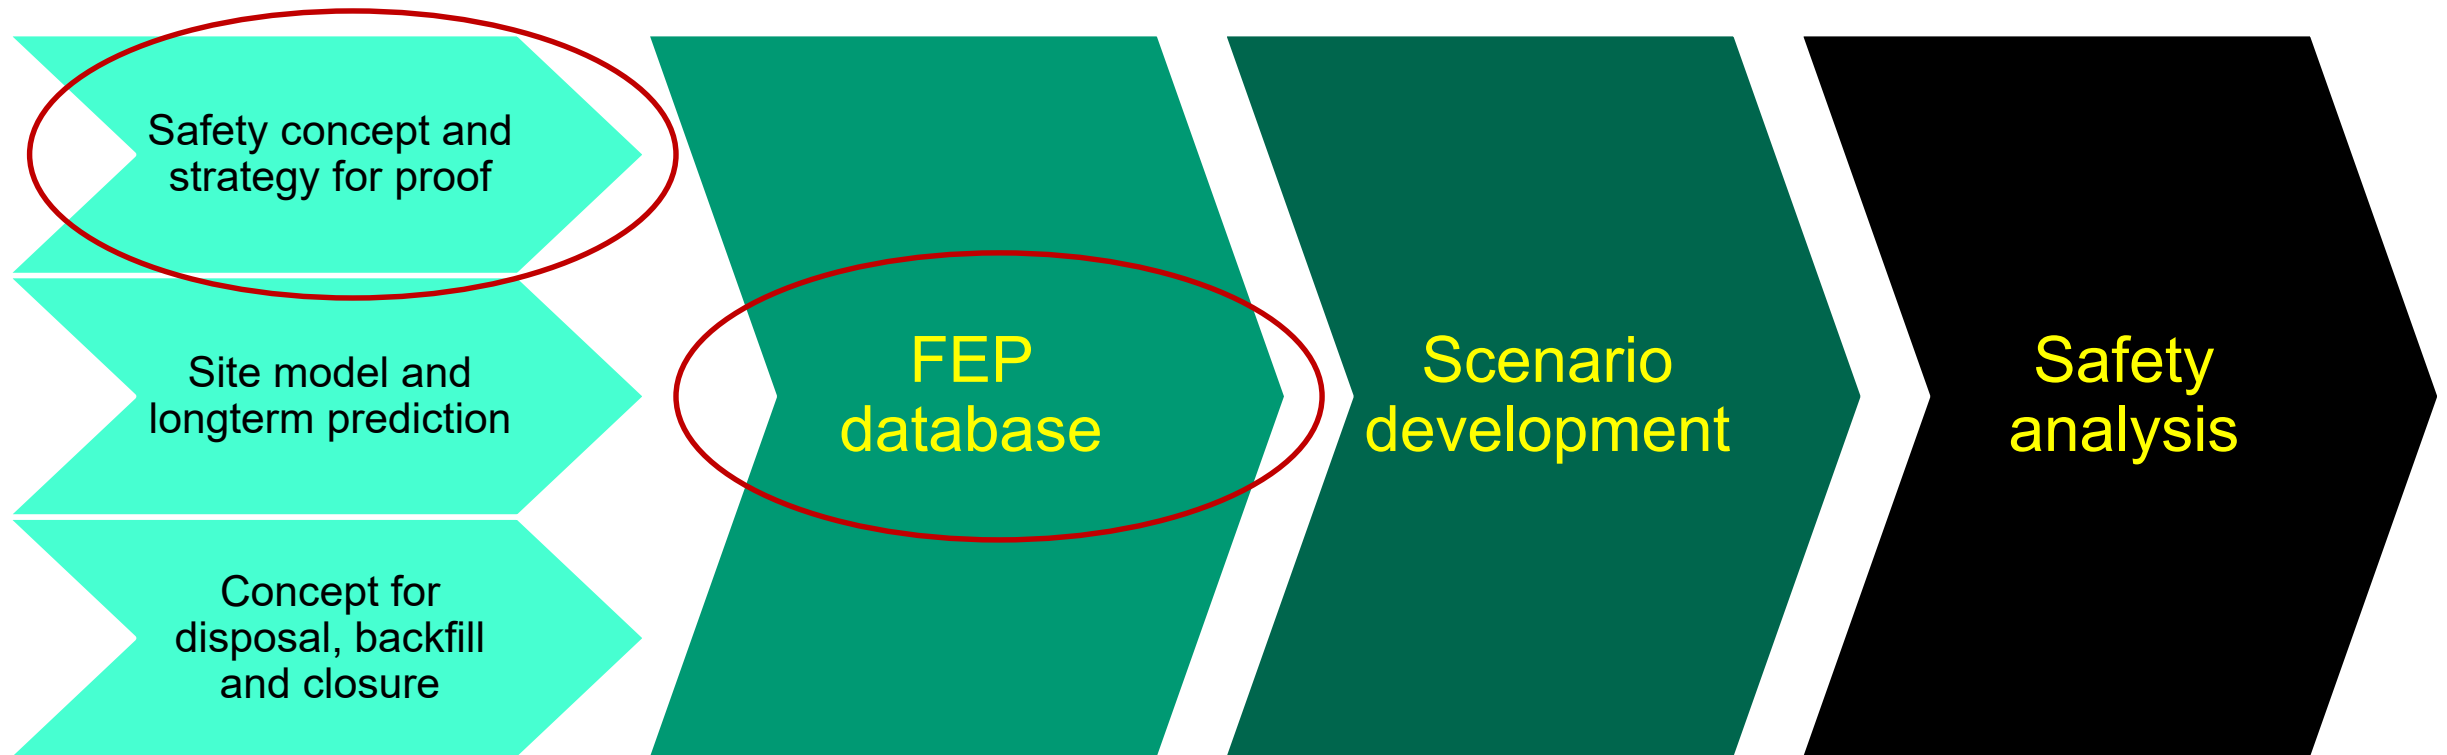 Safety concept and
strategy for proof
Site model and
longterm prediction
Concept for
disposal, backfill
and closure
FEP
database
Scenario
development
Safety
analysis